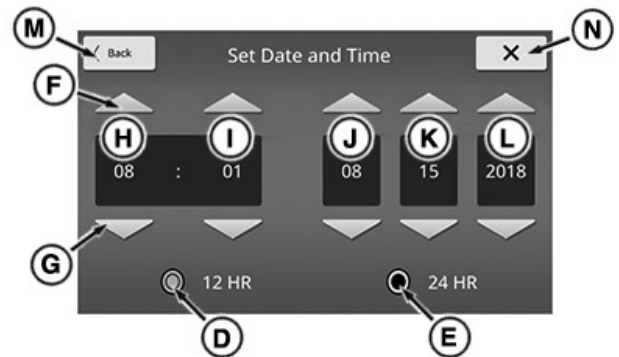 M
N
Back Set Date and Time X
F
H I J K L
08 : 01 08 15 2018
G
12 HR 24 HR
D E